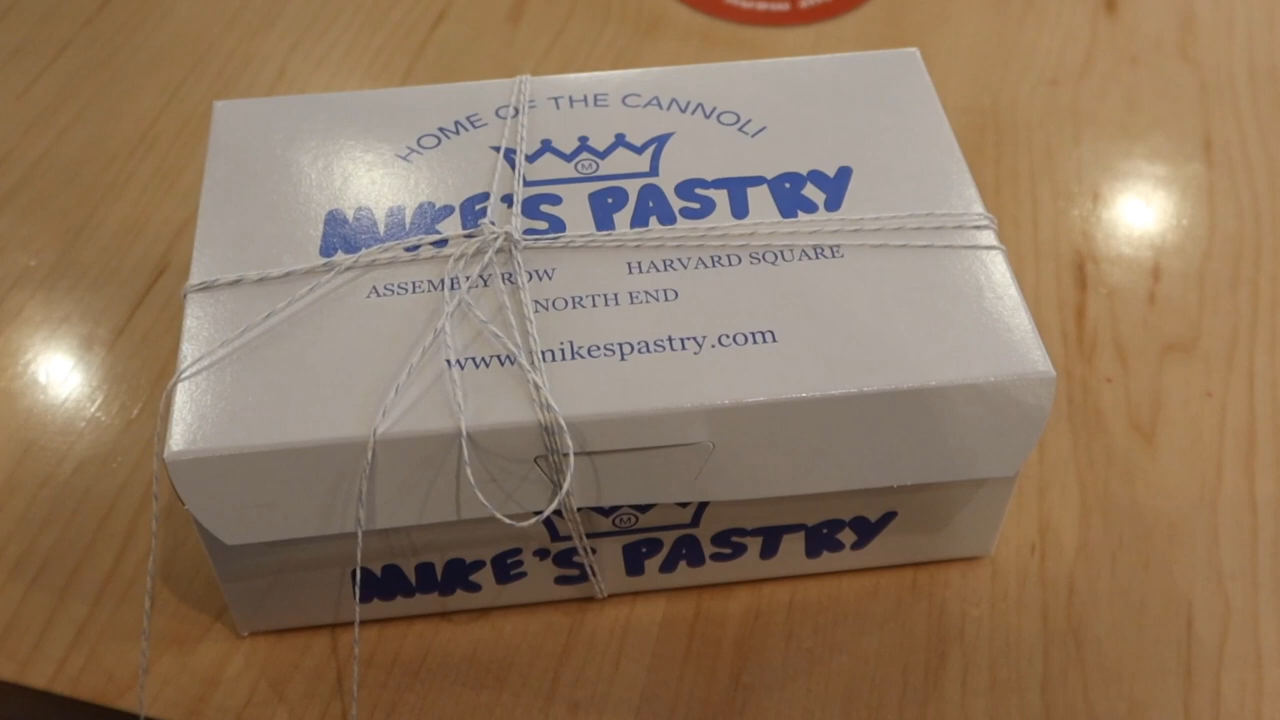 HOME OF THE CANNOLI
M
MIKE'S PASTRY
ASSEMBLY ROW HARVARD SQUARE
NORTH END
www.mikespastry.com
M
MIKE'S PASTRY